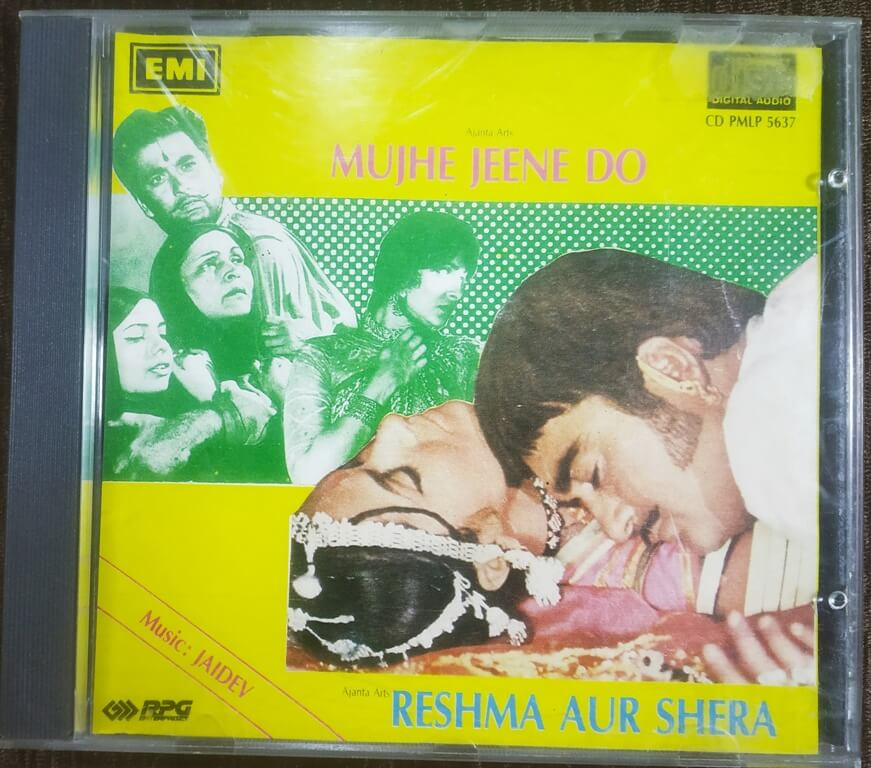 EMI
DIGITAL AUDIO
CD PMLP 5637
Ajanta Arts
MUJHE JEENE DO
Music: JAIDEV
RPG
ENTERPRISES
Ajanta Arts
RESHMA AUR SHERA